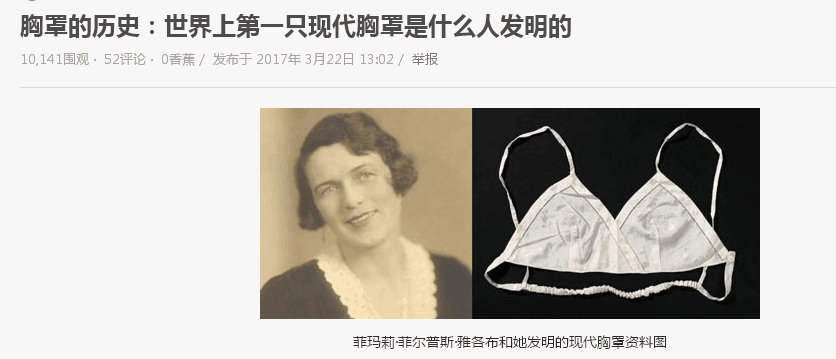 胸罩的历史：世界上第一只现代胸罩是什么人发明的
10,141围观 · 52评论 · 0香蕉 / 发布于 2017年 3月22日 13:02 / 举报
菲玛莉·菲尔普斯·雅各布和她发明的现代胸罩资料图